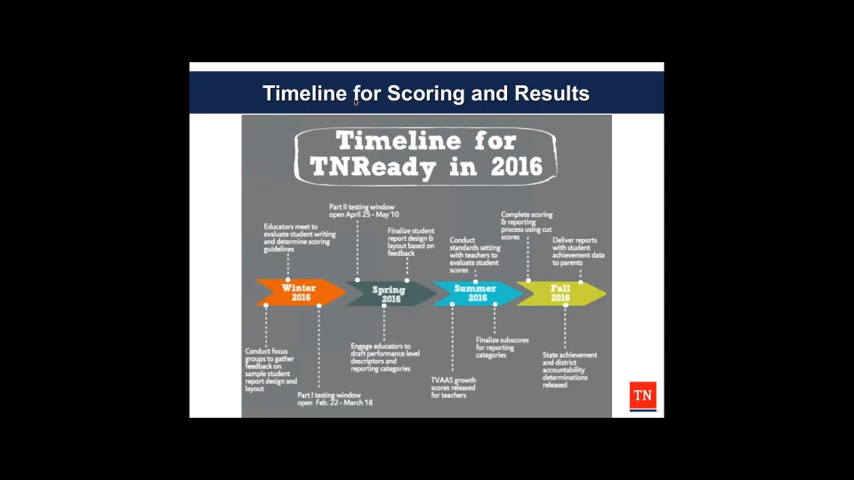 Timeline for Scoring and Results
Timeline for
TNReady in 2016
Part II testing window
open April 25 - May 10
Educators meet to
evaluate student writing
and determine scoring
guidelines
Finalize student
report design &
layout based on
feedback
Conduct
standards setting
with teachers to
evaluate student
scores
Complete scoring
& reporting
process using cut
scores
Deliver reports
with student
achievement data
to parents
Winter
2016
Spring
2016
Summer
2016
Fall
2016
Conduct focus
groups to gather
feedback on
sample student
report design and
layout
Part I testing window
open Feb. 22 - March 18
Engage educators to
draft performance level
descriptors and
reporting categories
TVAAS growth
scores released
for teachers
Finalize subscores
for reporting
categories
State achievement
and district
accountability
determinations
released
TN